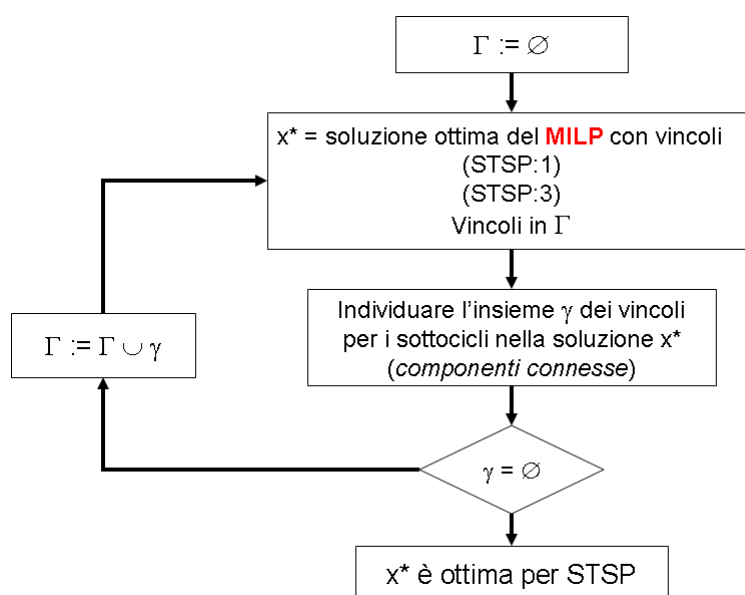 Γ := ∅
x* = soluzione ottima del MILP con vincoli
(STSP:1)
(STSP:3)
Vincoli in Γ
Individuare l'insieme γ dei vincoli
per i sottocicli nella soluzione x*
(componenti connesse)
Γ := Γ ∪ γ
γ = ∅
x* è ottima per STSP